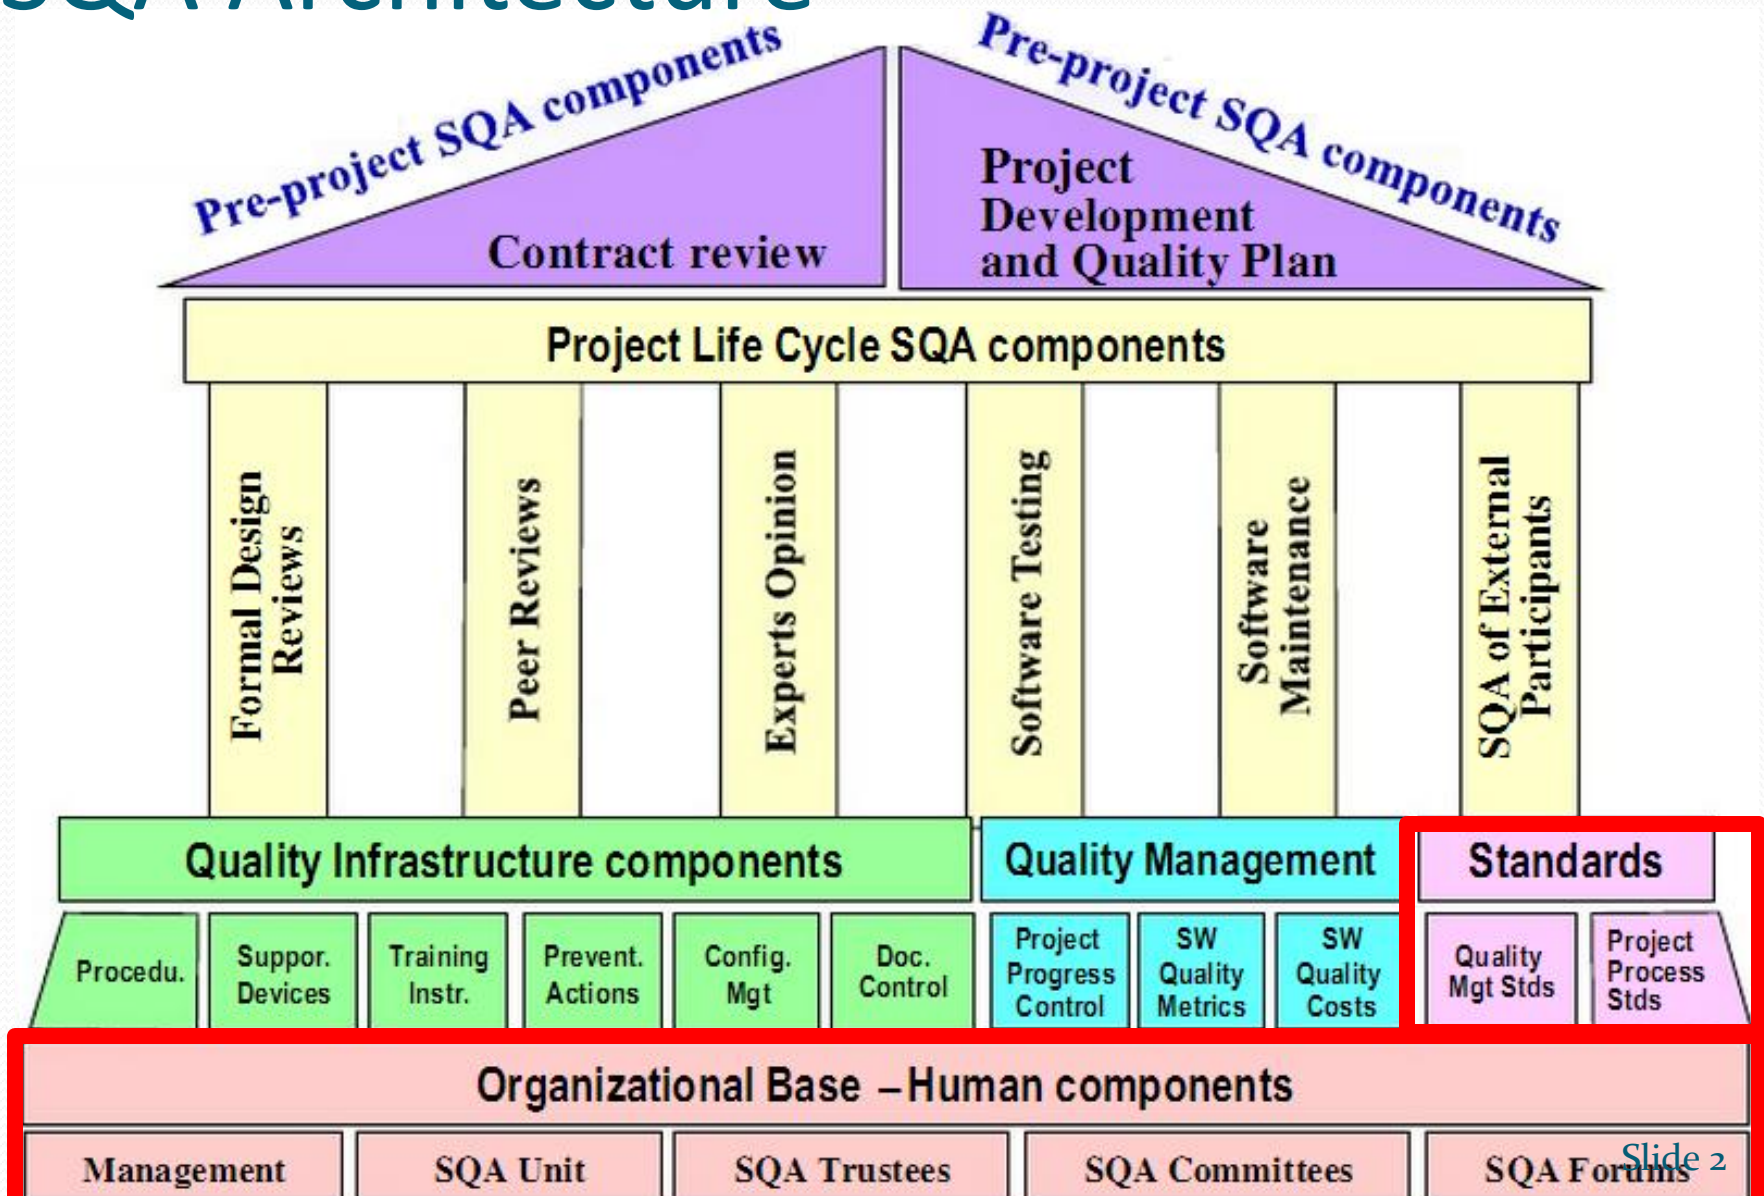 SQA Architecture
Pre-project SQA components
Pre-project SQA components
Contract review
Project
Development
and Quality Plan
Project Life Cycle SQA components
Formal Design
Reviews
Peer Reviews
Experts Opinion
Software Testing
Software
Maintenance
SQA of External
Participants
Quality Infrastructure components
Quality Management
Standards
Procedu.
Suppor.
Devices
Training
Instr.
Prevent.
Actions
Config.
Mgt
Doc.
Control
Project
Progress
Control
SW
Quality
Metrics
SW
Quality
Costs
Quality
Mgt Stds
Project
Process
Stds
Organizational Base – Human components
Management
SQA Unit
SQA Trustees
SQA Committees
SQA Forums
Slide 2